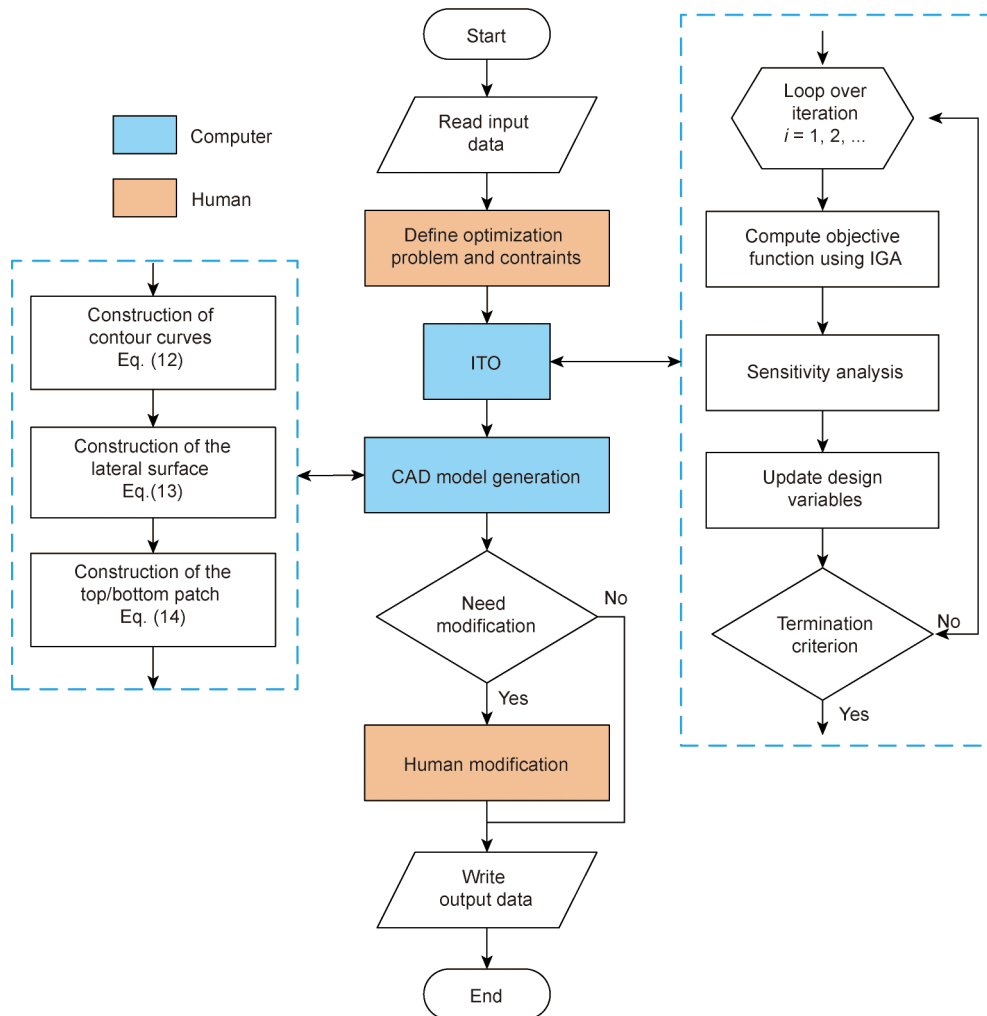 Start
Read input
data
Computer
Human
Define optimization
problem and contraints
ITO
CAD model generation
Need
modification
No
Yes
Human modification
Write
output data
End
Construction of
contour curves
Eq. (12)
Construction of the
lateral surface
Eq.(13)
Construction of the
top/bottom patch
Eq. (14)
Loop over
iteration
i = 1, 2, ...
Compute objective
function using IGA
Sensitivity analysis
Update design
variables
Termination
criterion
No
Yes